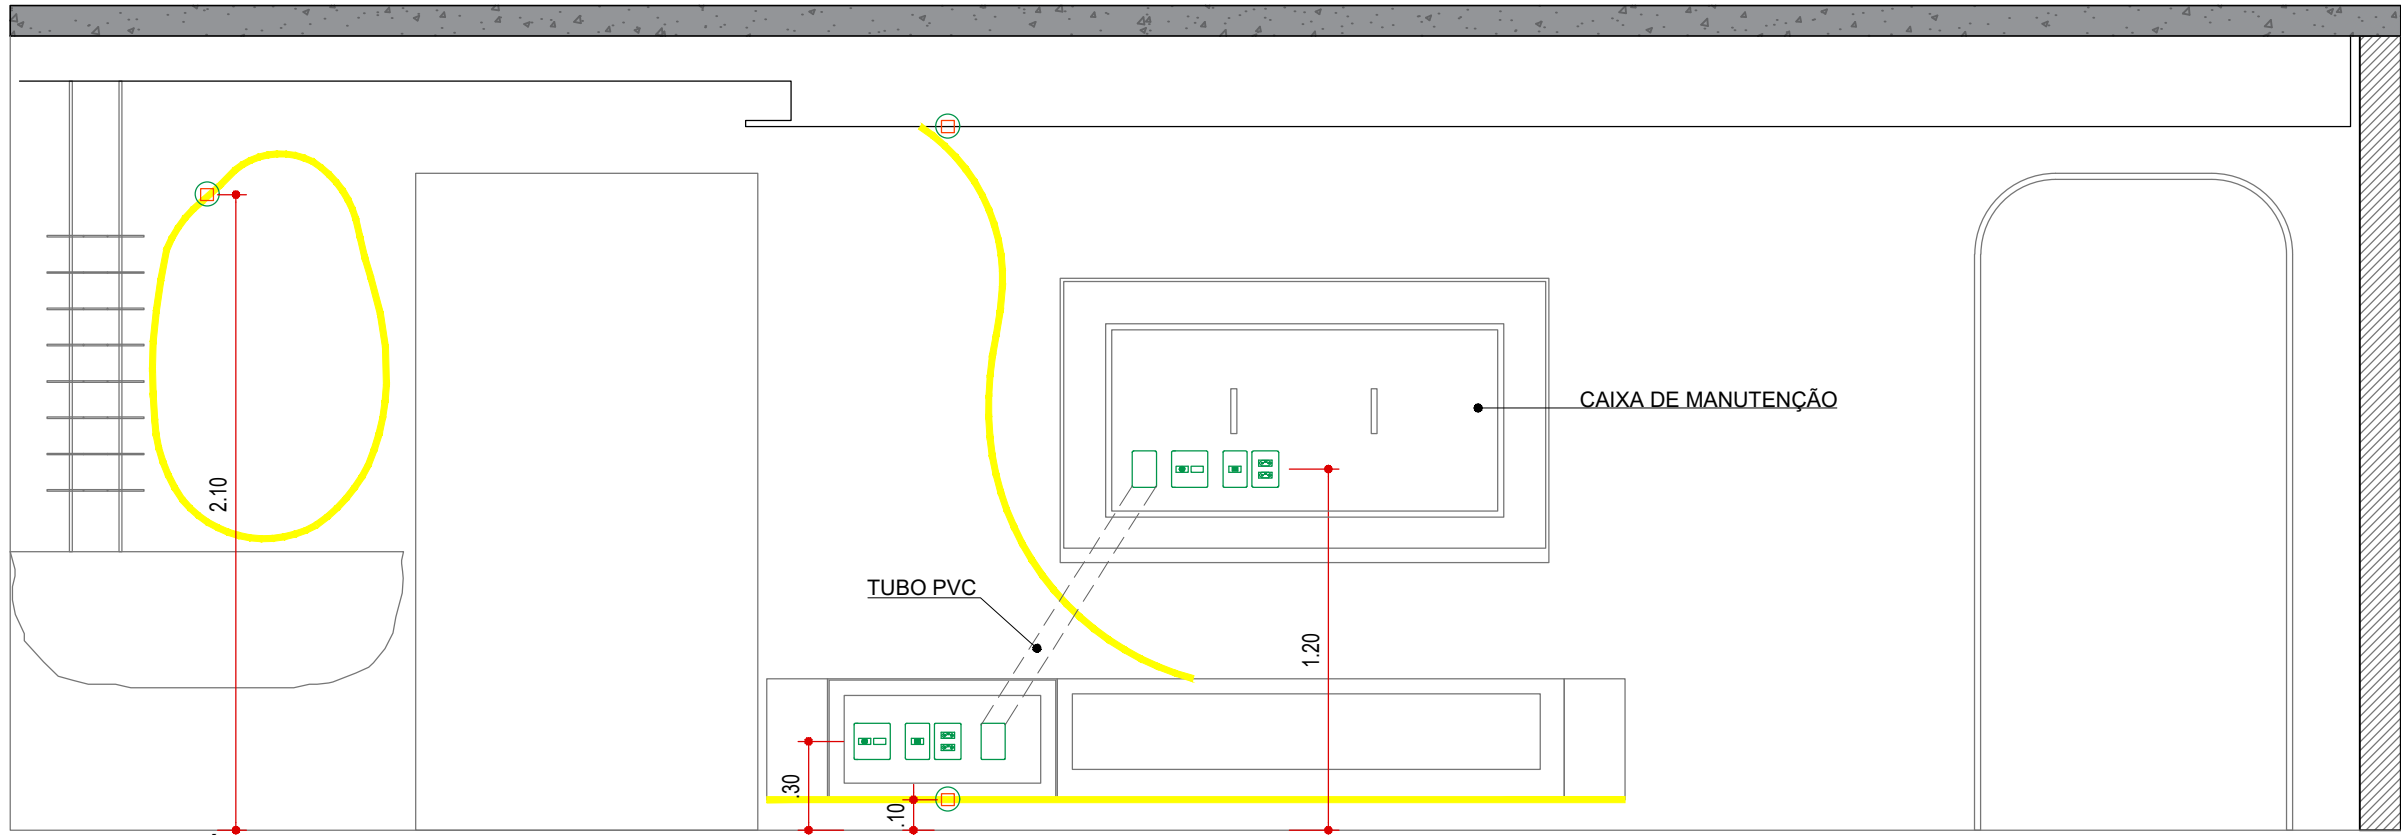 CAIXA DE MANUTENÇÃO
2.10
TUBO PVC
1.20
.30
.10